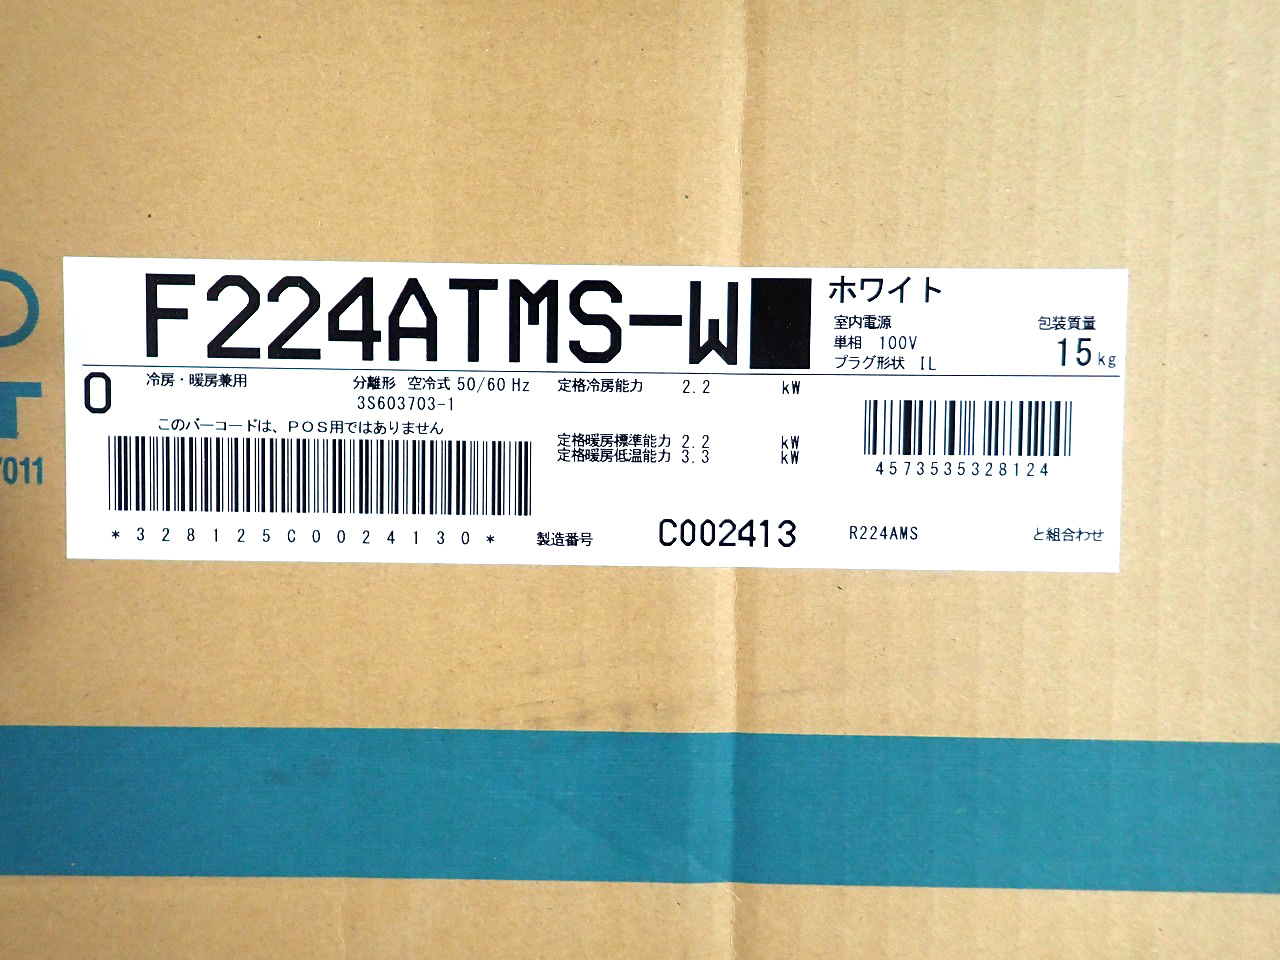 F224ATMS-W
ホワイト
室内電源
単相 100V
プラグ形状 IL
包装質量
15kg
0
冷房・暖房兼用
分離形 空冷式 50/60 Hz
3S603703-1
このバーコードは、POS用ではありません
定格冷房能力 2.2 kW
定格暖房標準能力 2.2 kW
定格暖房低温能力 3.3 kW
4573535328124
*328125C0024130*
製造番号 C002413
R224AMS と組合わせ
7011